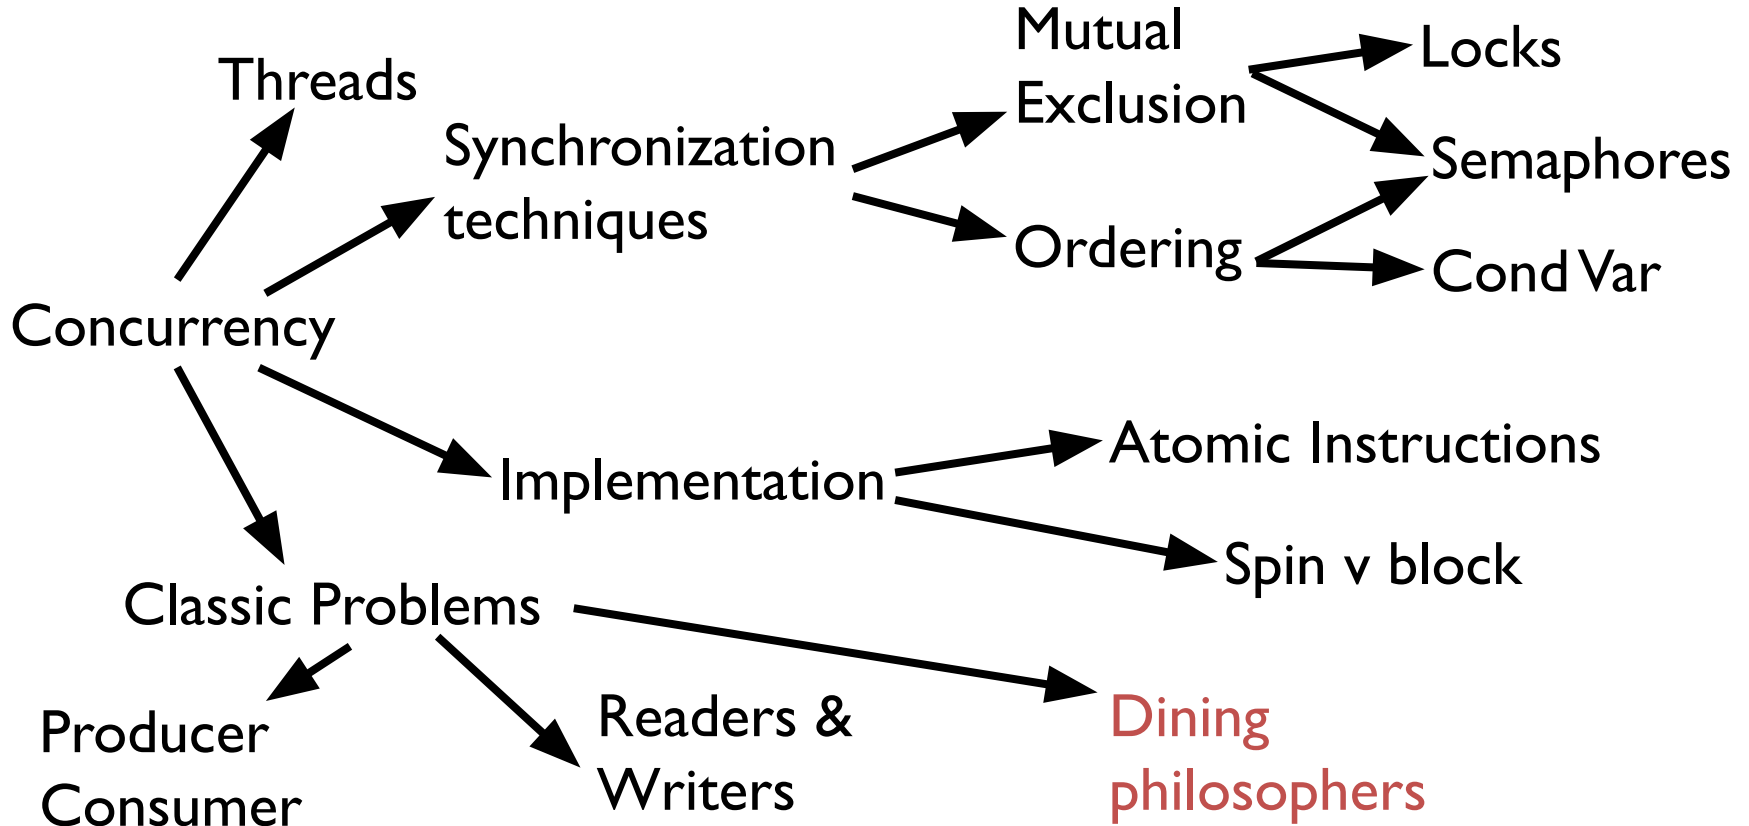 Threads
Mutual
Exclusion
Locks
Synchronization
techniques
Semaphores
Ordering
Cond Var
Concurrency
Implementation
Atomic Instructions
Spin v block
Classic Problems
Producer
Consumer
Readers &
Writers
Dining
philosophers